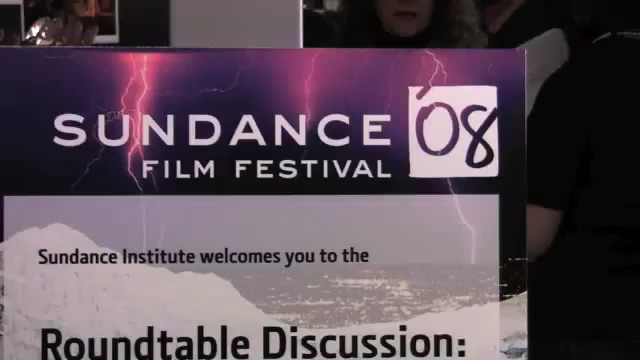 SUNDANCE '08
FILM FESTIVAL
Sundance Institute welcomes you to the
Roundtable Discussion: